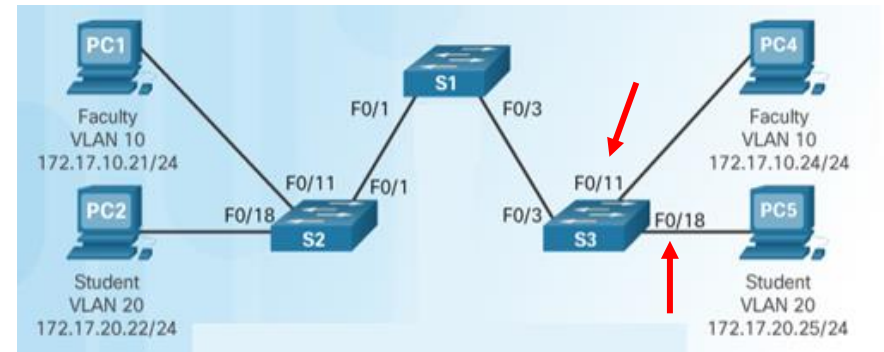 PC1
Faculty
VLAN 10
172.17.10.21/24
PC2
Student
VLAN 20
172.17.20.22/24
F0/11
F0/18
F0/1
S2
F0/1
S1
F0/3
F0/3
F0/11
F0/18
S3
PC4
Faculty
VLAN 10
172.17.10.24/24
PC5
Student
VLAN 20
172.17.20.25/24